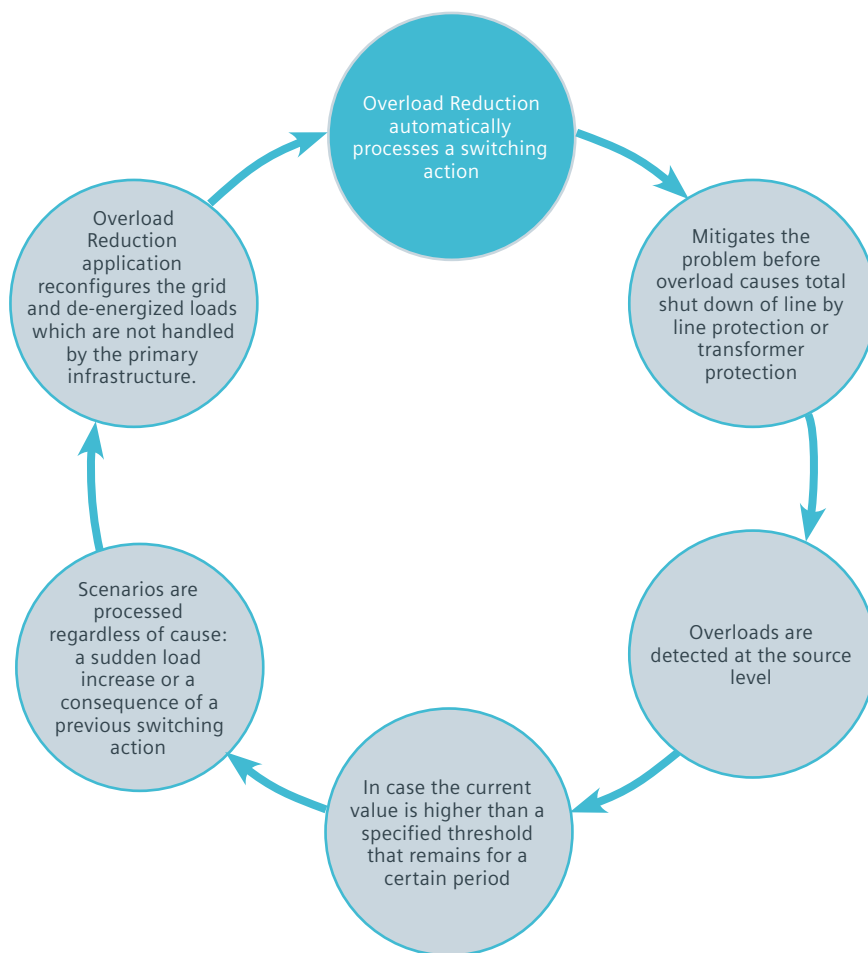 Overload Reduction
automatically
processes a switching
action
Mitigates the
problem before
overload causes total
shut down of line by
line protection or
transformer
protection
Overloads are
detected at the source
level
In case the current
value is higher than a
specified threshold
that remains for a
certain period
Scenarios are
processed
regardless of cause:
a sudden load
increase or a
consequence of a
previous switching
action
Overload
Reduction
application
reconfigures the grid
and de-energized loads
which are not handled
by the primary
infrastructure.